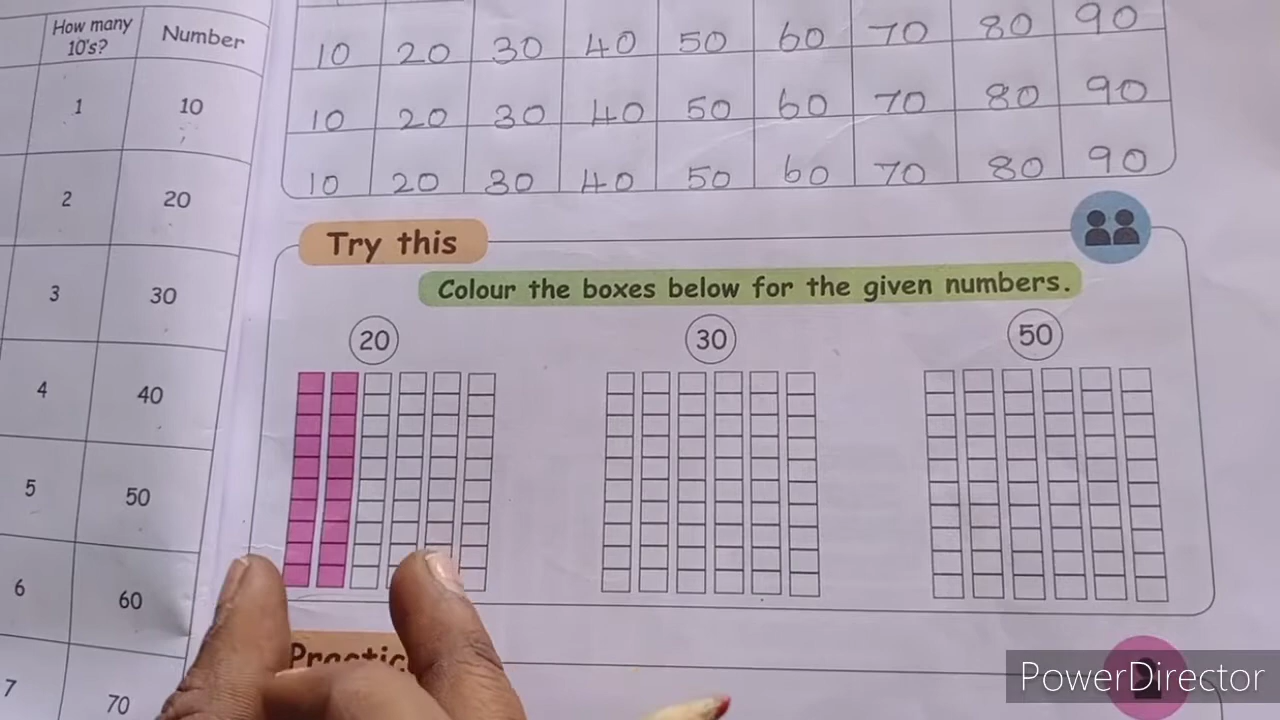 How many 10's? Number
1 10
2 20
3 30
4 40
5 50
6 60
7 70
10 20 30 40 50 60 70 80 90
10 20 30 40 50 60 70 80 90
10 20 30 40 50 60 70 80 90
Try this
Colour the boxes below for the given numbers.
20 30 50
PowerDirector